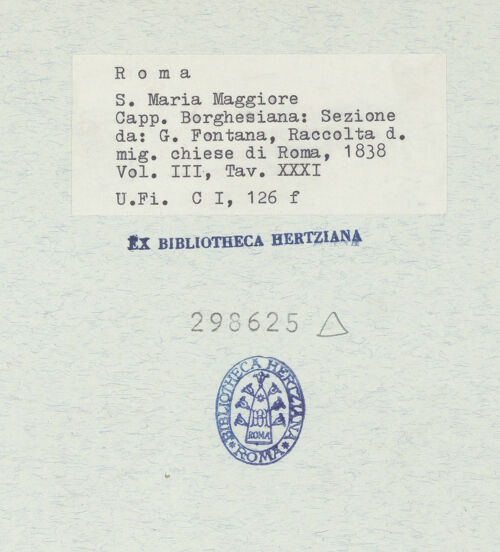 Roma
S. Maria Maggiore
Capp. Borghesiana: Sezione
da: G. Fontana, Raccolta d.
mig. chiese di Roma, 1838
Vol. III, Tav. XXXI
U.Fi. C I, 126 f
EX BIBLIOTHECA HERTZIANA
298625 △
BIBLIOTHECA HERTZIANA
ROMA
ROMA